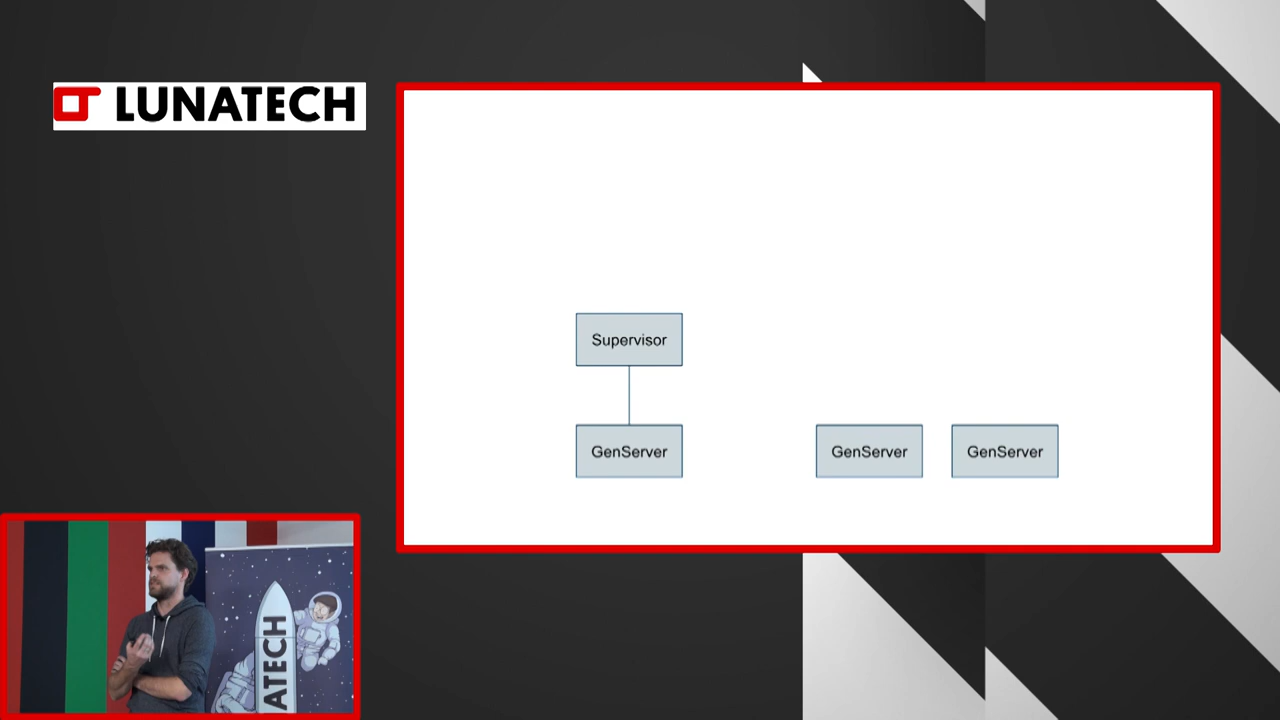 LUNATECH
Supervisor
GenServer
GenServer
GenServer
ATECH